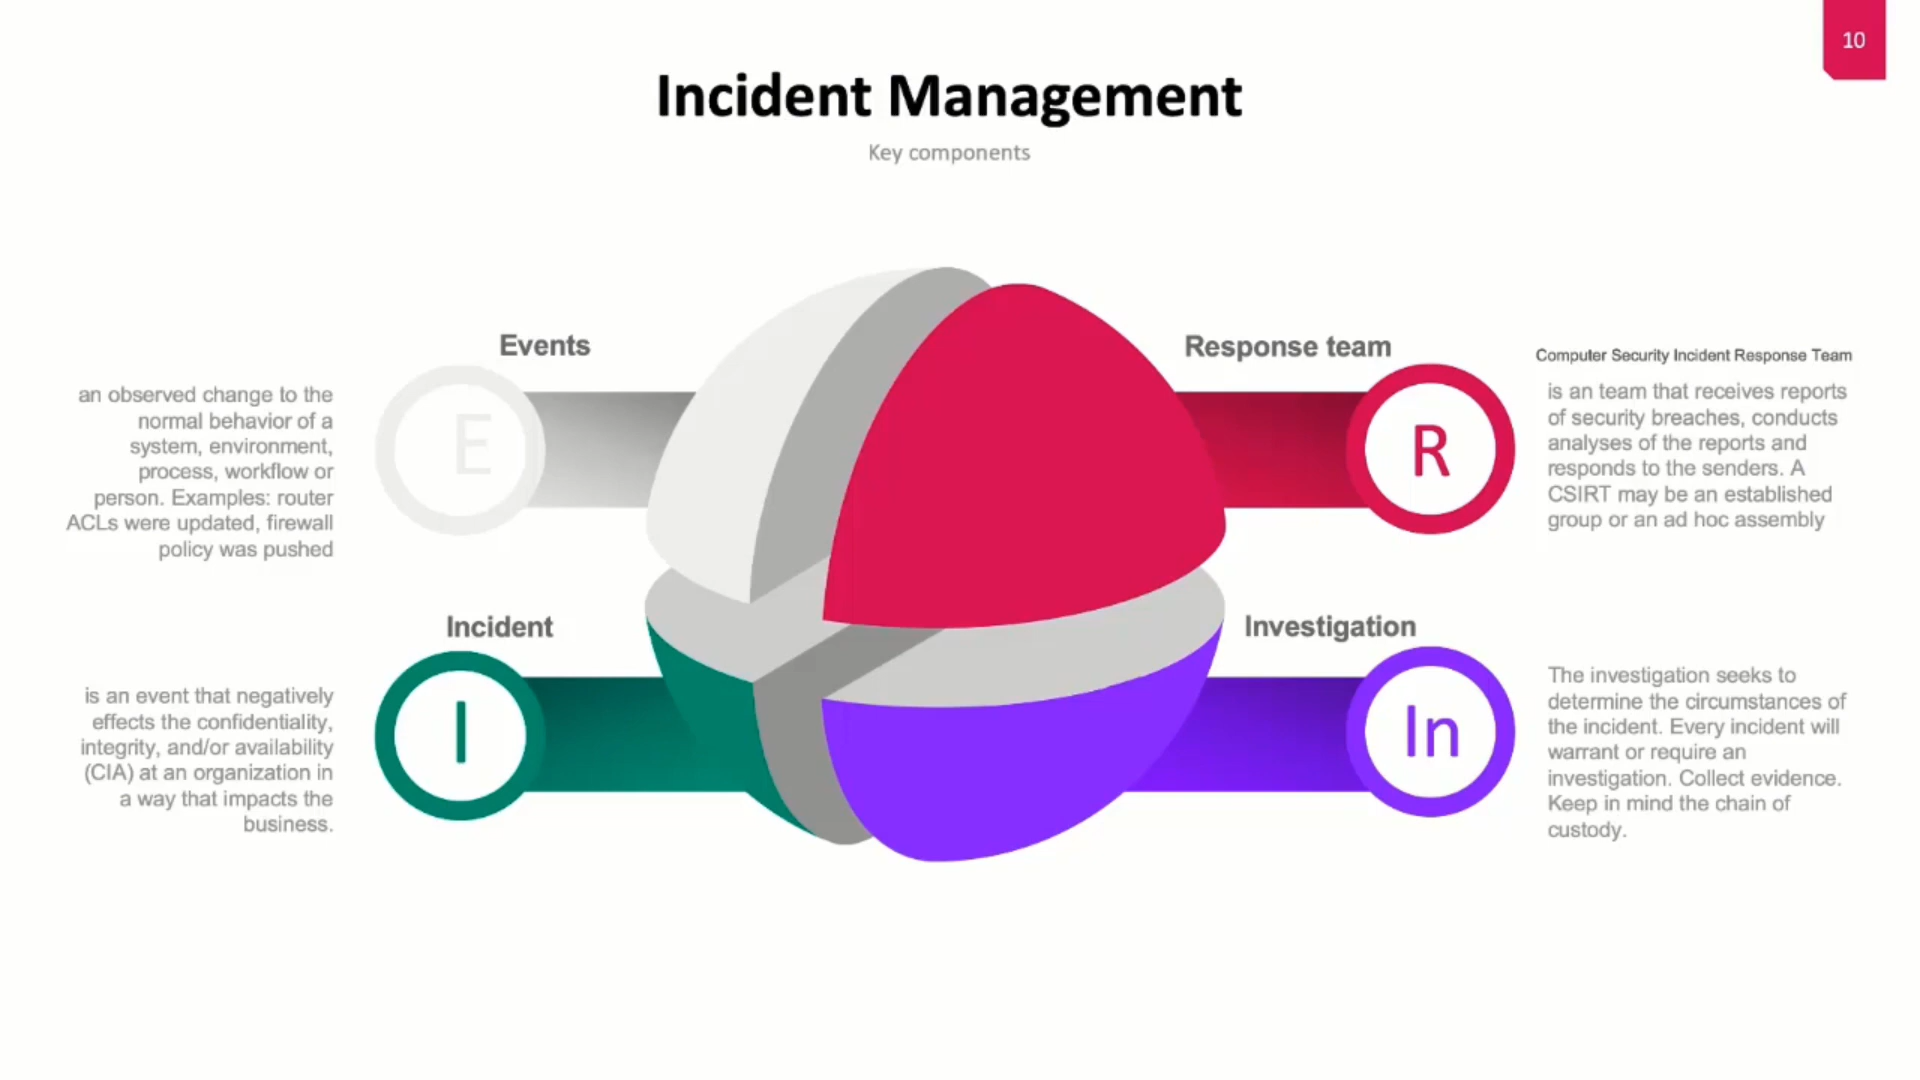 10
Incident Management
Key components
Events
E
an observed change to the
normal behavior of a
system, environment,
process, workflow or
person. Examples: router
ACLs were updated, firewall
policy was pushed
Response team
R
Computer Security Incident Response Team
is an team that receives reports
of security breaches, conducts
analyses of the reports and
responds to the senders. A
CSIRT may be an established
group or an ad hoc assembly
Incident
I
is an event that negatively
effects the confidentiality,
integrity, and/or availability
(CIA) at an organization in
a way that impacts the
business.
Investigation
In
The investigation seeks to
determine the circumstances of
the incident. Every incident will
warrant or require an
investigation. Collect evidence.
Keep in mind the chain of
custody.